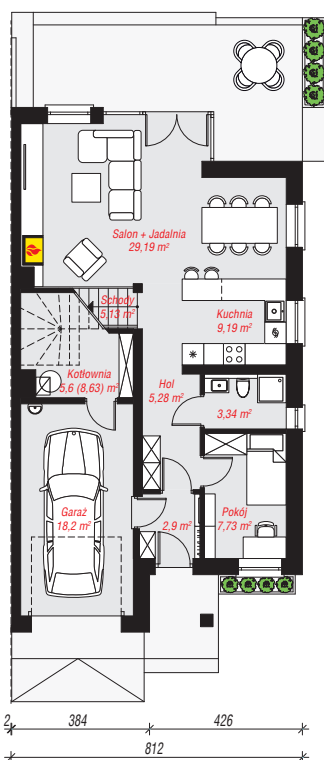 Salon + Jadalnia
29,19 m²
Schody
5,13 m²
Kuchnia
9,19 m²
Kotłownia
5,6 (8,63) m²
Hol
5,28 m²
3,34 m²
Garaż
18,2 m²
2,9 m²
Pokój
7,73 m²
2 384 426
812